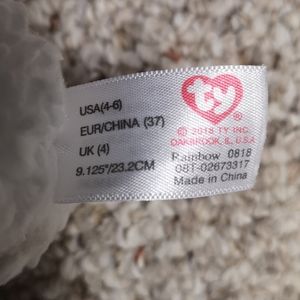 USA(4-6)
EUR/CHINA (37)
UK (4)
9.125"/23.2CM
ty
© 2018 TY INC.
OAKBROOK, IL, U.S.A.
Rainbow 0818
081-02673317
Made in China